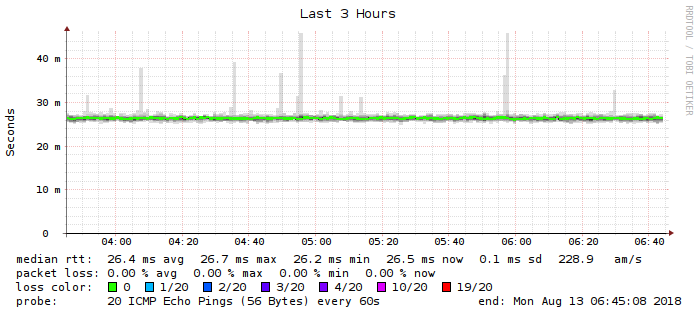 Last 3 Hours
RRDTOOL / TOBI OETIKER
Seconds
40 m
30 m
20 m
10 m
0
04:00 04:20 04:40 05:00 05:20 05:40 06:00 06:20 06:40
median rtt: 26.4 ms avg 26.7 ms max 26.2 ms min 26.5 ms now 0.1 ms sd 228.9 am/s
packet loss: 0.00 % avg 0.00 % max 0.00 % min 0.00 % now
loss color: 0 1/20 2/20 3/20 4/20 10/20 19/20
probe: 20 ICMP Echo Pings (56 Bytes) every 60s end: Mon Aug 13 06:45:08 2018